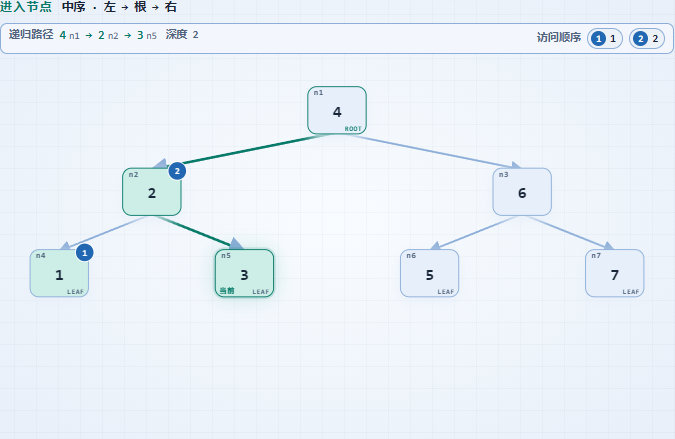 进入节点 中序 · 左 → 根 → 右
递归路径 4 n1 → 2 n2 → 3 n5 深度 2
访问顺序 1 1 2 2
n1
4
ROOT
n2
2
2
n3
6
n4
1
1
LEAF
n5
3
当前 LEAF
n6
5
LEAF
n7
7
LEAF